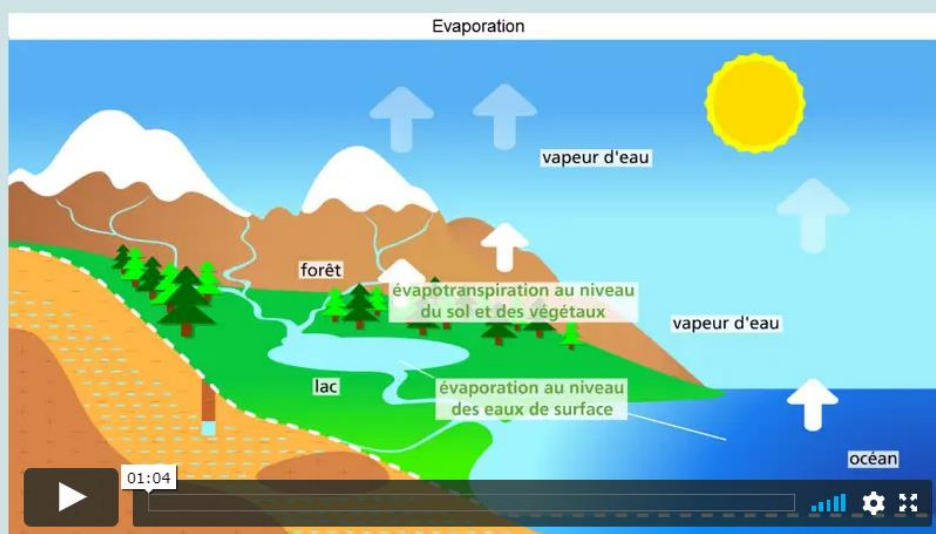 Evaporation
vapeur d'eau
forêt
évapotranspiration au niveau
du sol et des végétaux
vapeur d'eau
lac
évaporation au niveau
des eaux de surface
océan
01:04